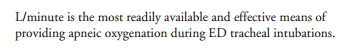 L/minute is the most readily available and effective means of
providing apneic oxygenation during ED tracheal intubations.